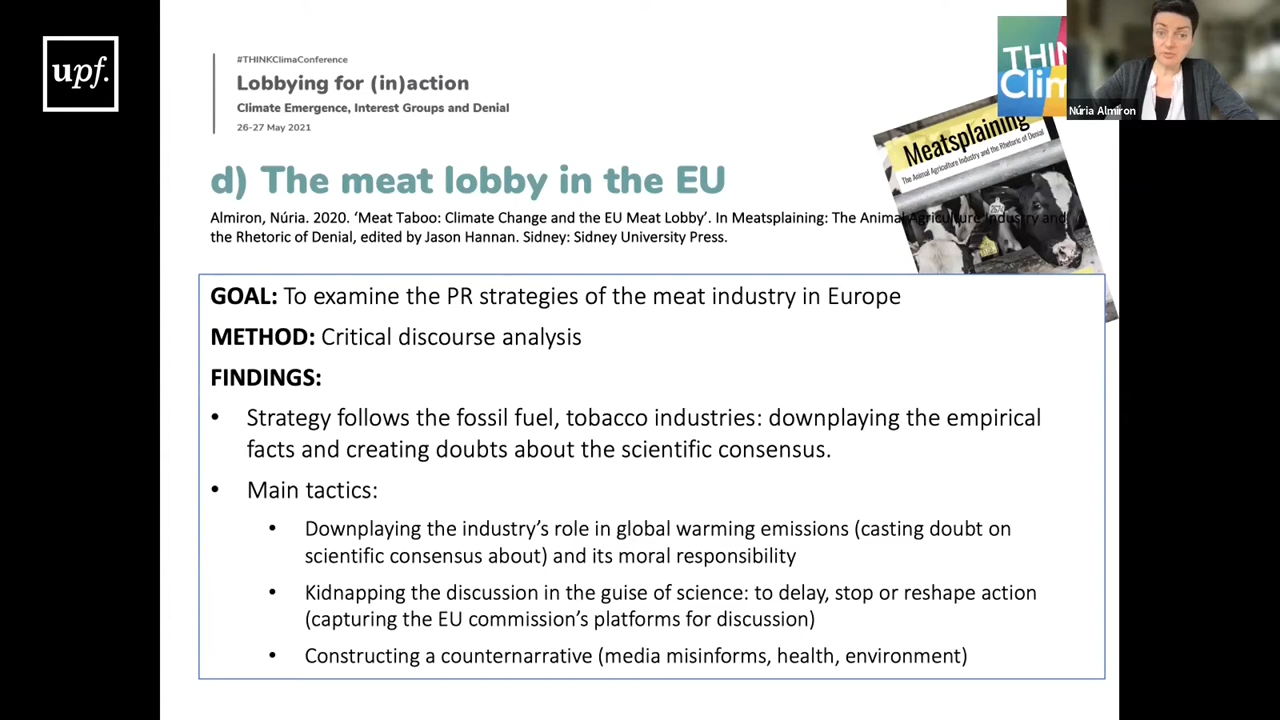 upf.
#THINKClimaConference
Lobbying for (in)action
Climate Emergence, Interest Groups and Denial
26-27 May 2021
THIN
Clim
Núria Almiron
Meatsplaining
The Animal Agriculture Industry and the Rhetoric of Denial
d) The meat lobby in the EU
Almiron, Núria. 2020. ‘Meat Taboo: Climate Change and the EU Meat Lobby’. In Meatsplaining: The Animal Agriculture Industry and
the Rhetoric of Denial, edited by Jason Hannan. Sidney: Sidney University Press.
GOAL: To examine the PR strategies of the meat industry in Europe
METHOD: Critical discourse analysis
FINDINGS:
• Strategy follows the fossil fuel, tobacco industries: downplaying the empirical
facts and creating doubts about the scientific consensus.
• Main tactics:
• Downplaying the industry’s role in global warming emissions (casting doubt on
scientific consensus about) and its moral responsibility
• Kidnapping the discussion in the guise of science: to delay, stop or reshape action
(capturing the EU commission’s platforms for discussion)
• Constructing a counternarrative (media misinforms, health, environment)